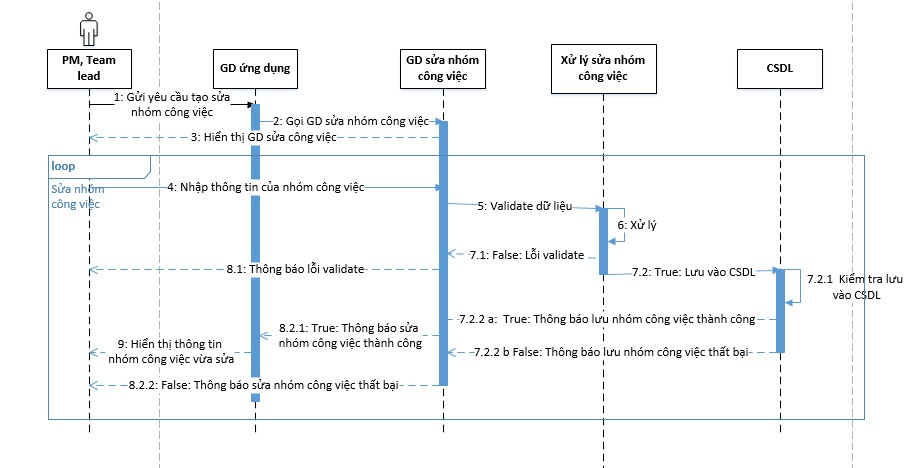 PM, Team
lead
GD ứng dụng
GD sửa nhóm
công việc
Xử lý sửa nhóm
công việc
CSDL
1: Gửi yêu cầu tạo sửa
nhóm công việc
2: Gọi GD sửa nhóm công việc
3: Hiển thị GD sửa công việc
loop
Sửa nhóm
công việc
4: Nhập thông tin của nhóm công việc
5: Validate dữ liệu
6: Xử lý
7.1: False: Lỗi validate
8.1: Thông báo lỗi validate
7.2: True: Lưu vào CSDL
7.2.1 Kiểm tra lưu
vào CSDL
7.2.2 a: True: Thông báo lưu nhóm công việc thành công
8.2.1: True: Thông báo sửa
nhóm công việc thành công
9: Hiển thị thông tin
nhóm công việc vừa sửa
7.2.2 b False: Thông báo lưu nhóm công việc thất bại
8.2.2: False: Thông báo sửa nhóm công việc thất bại